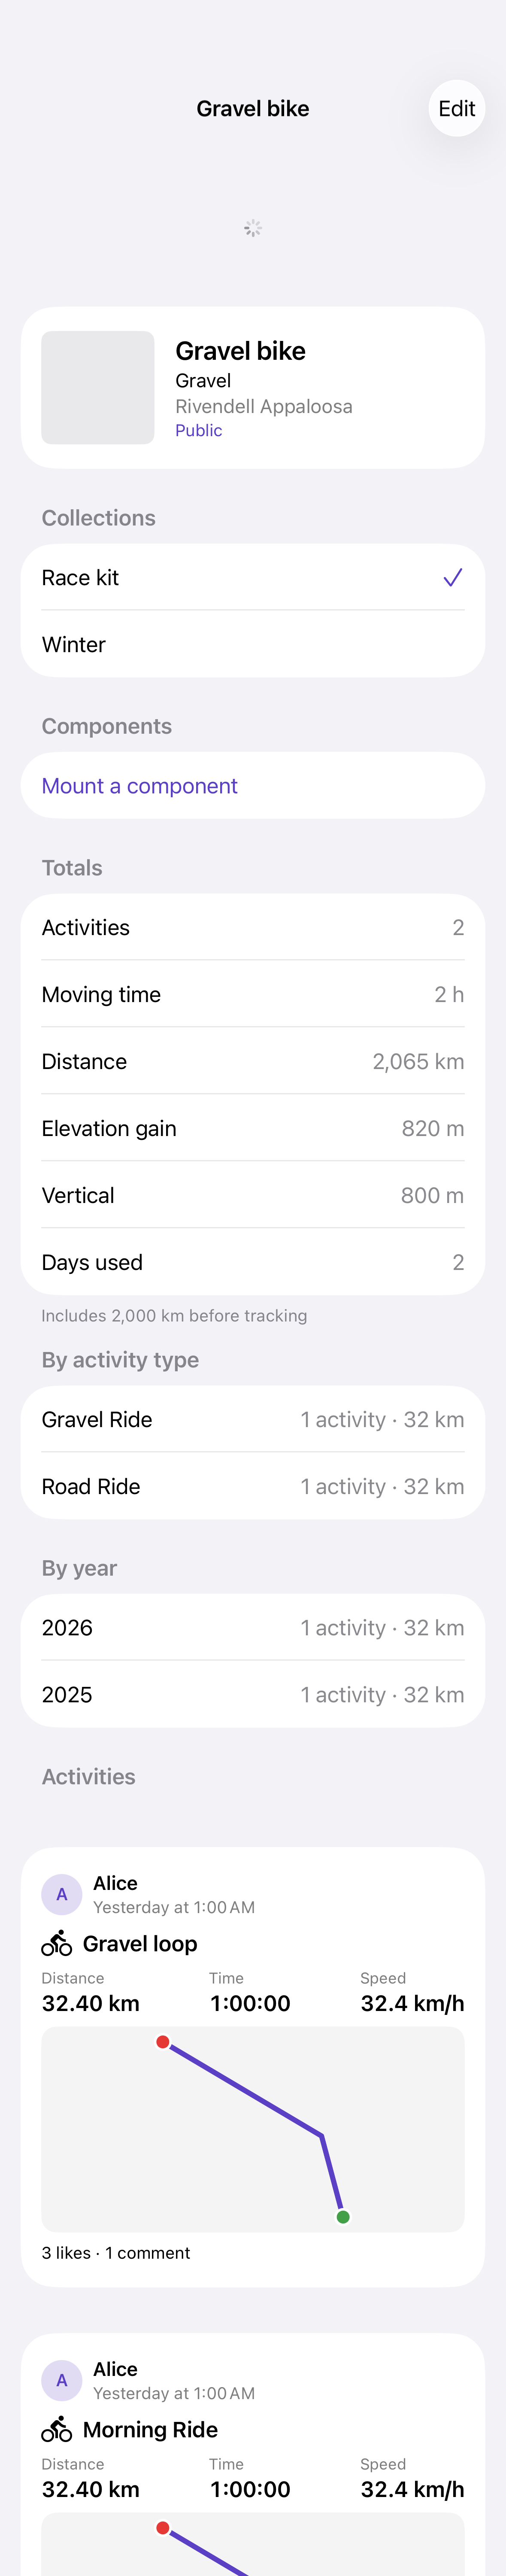 Gravel bike
Edit
Gravel bike
Gravel
Rivendell Appaloosa
Public
Collections
Race kit
Winter
Components
Mount a component
Totals
Activities 2
Moving time 2 h
Distance 2,065 km
Elevation gain 820 m
Vertical 800 m
Days used 2
Includes 2,000 km before tracking
By activity type
Gravel Ride 1 activity · 32 km
Road Ride 1 activity · 32 km
By year
2026 1 activity · 32 km
2025 1 activity · 32 km
Activities
A
Alice
Yesterday at 1:00 AM
Gravel loop
Distance Time Speed
32.40 km 1:00:00 32.4 km/h
3 likes · 1 comment
A
Alice
Yesterday at 1:00 AM
Morning Ride
Distance Time Speed
32.40 km 1:00:00 32.4 km/h